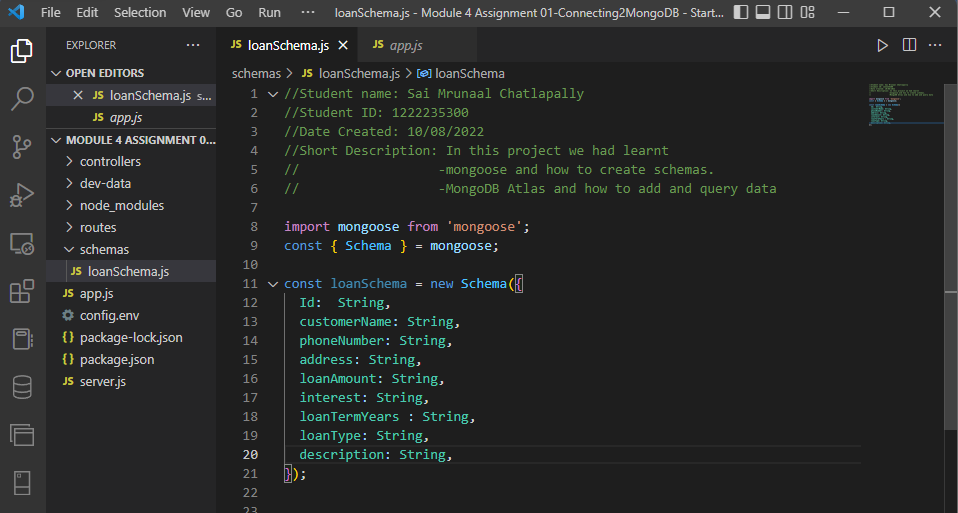 File Edit Selection View Go Run ··· loanSchema.js - Module 4 Assignment 01-Connecting2MongoDB - Start...
EXPLORER ···
OPEN EDITORS
JS loanSchema.js s...
JS app.js
MODULE 4 ASSIGNMENT 0...
controllers
dev-data
node_modules
routes
schemas
JS loanSchema.js
JS app.js
config.env
{} package-lock.json
{} package.json
JS server.js
JS loanSchema.js JS app.js ···
schemas > JS loanSchema.js > loanSchema
1 //Student name: Sai Mrunaal Chatlapally
2 //Student ID: 1222235300
3 //Date Created: 10/08/2022
4 //Short Description: In this project we had learnt
5 //                  -mongoose and how to create schemas.
6 //                  -MongoDB Atlas and how to add and query data
7
8 import mongoose from 'mongoose';
9 const { Schema } = mongoose;
10
11 const loanSchema = new Schema({
12   Id:  String,
13   customerName: String,
14   phoneNumber: String,
15   address: String,
16   loanAmount: String,
17   interest: String,
18   loanTermYears : String,
19   loanType: String,
20   description: String,
21 });
22
23